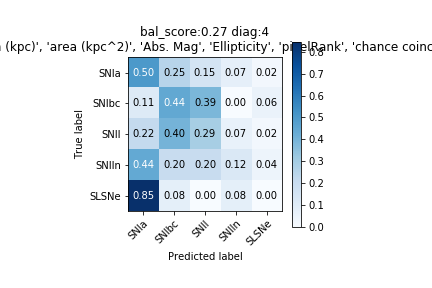 bal_score:0.27 diag:4
(kpc)', 'area (kpc^2)', 'Abs. Mag', 'Ellipticity', 'pixelRank', 'chance coinc
True label
SNIa 0.50 0.25 0.15 0.07 0.02
SNIbc 0.11 0.44 0.39 0.00 0.06
SNII 0.22 0.40 0.29 0.07 0.02
SNIIn 0.44 0.20 0.20 0.12 0.04
SLSNe 0.85 0.08 0.00 0.08 0.00
SNIa SNIbc SNII SNIIn SLSNe
Predicted label
0.8
0.7
0.6
0.5
0.4
0.3
0.2
0.1
0.0